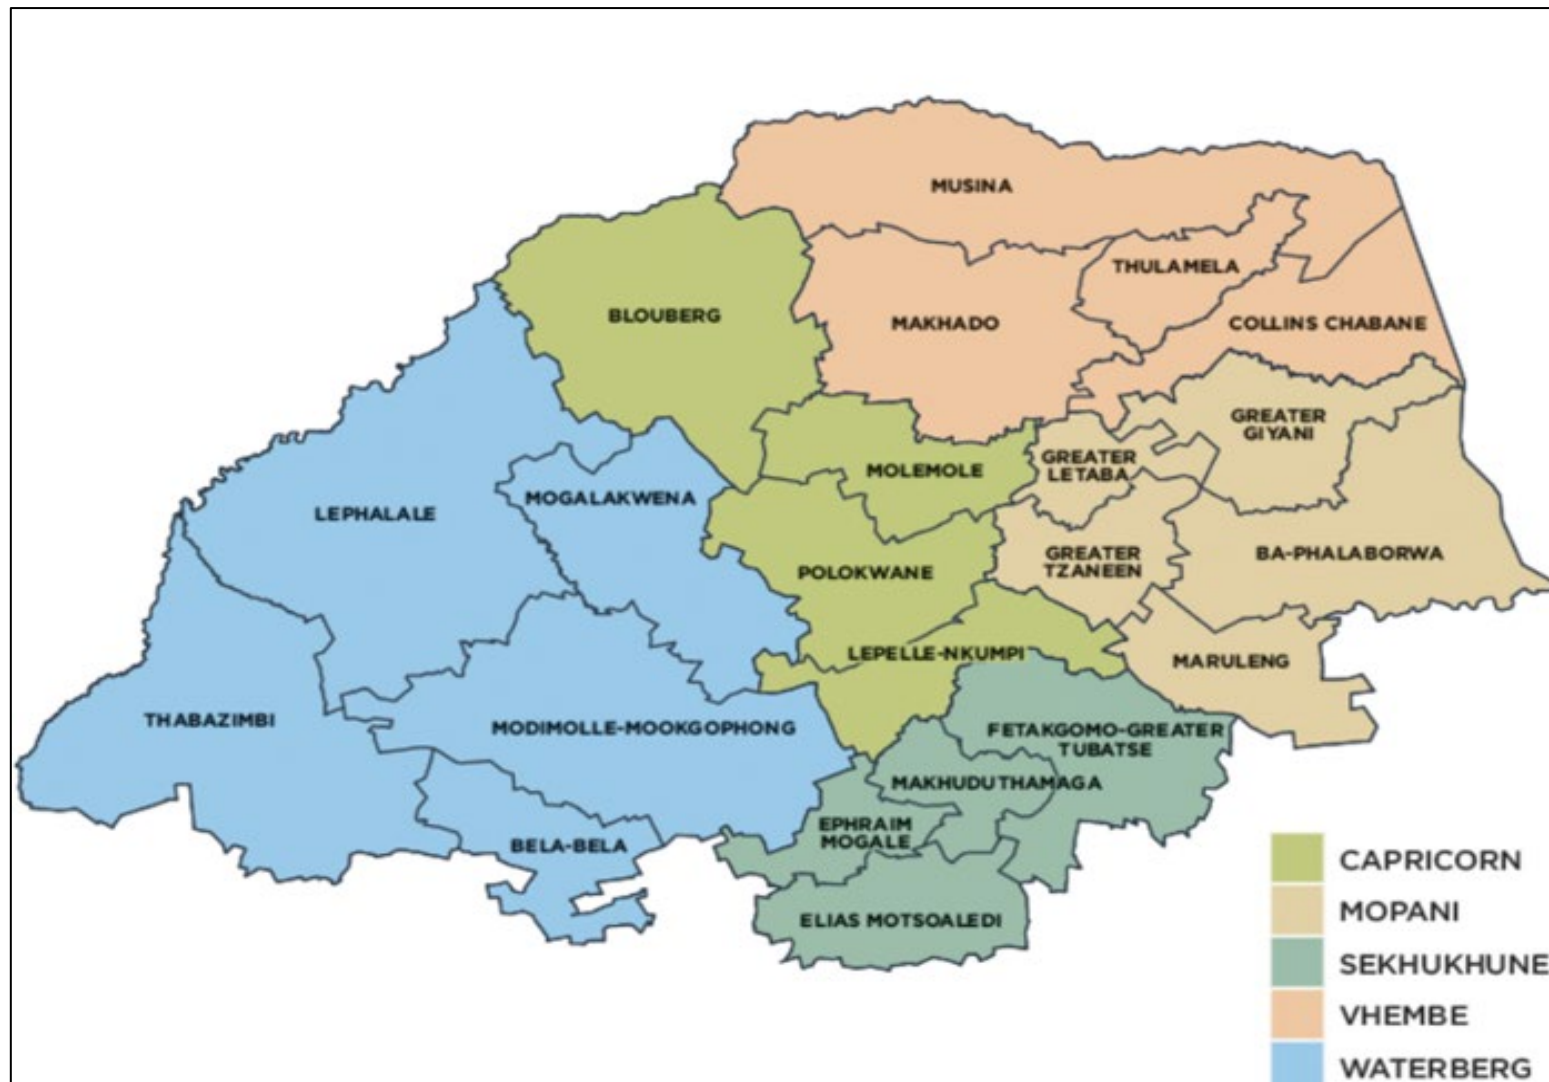 MUSINA
THULAMELA
BLOUBERG
MAKHADO
COLLINS CHABANE
GREATER
GIYANI
MOLEMOLE
GREATER
LETABA
MOGALAKWENA
LEPHALALE
POLOKWANE
GREATER
TZANEEN
BA-PHALABORWA
LEPELLE-NKUMPI
MARULENG
THABAZIMBI
MODIMOLLE-MOOKGOPHONG
FETAKGOMO-GREATER
TUBATSE
MAKHUDUTHAMAGA
EPHRAIM
MOGALE
BELA-BELA
ELIAS MOTSOALEDI
CAPRICORN
MOPANI
SEKHUKHUNE
VHEMBE
WATERBERG